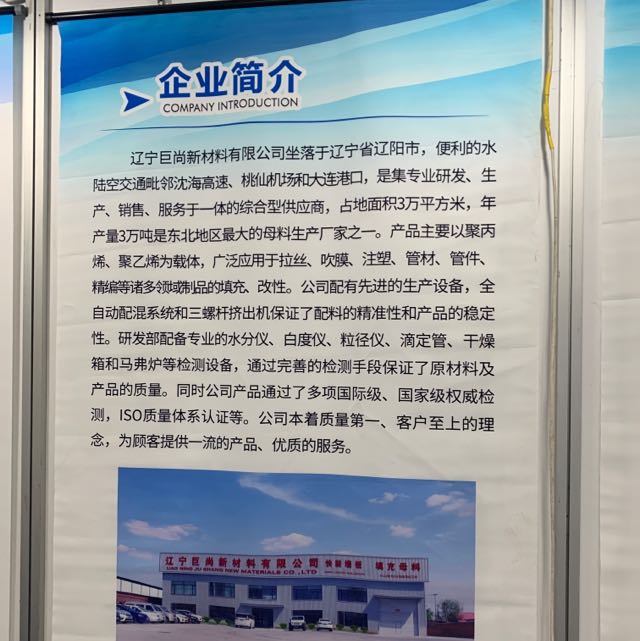 企业简介
COMPANY INTRODUCTION
辽宁巨尚新材料有限公司坐落于辽宁省辽阳市，便利的水
陆空交通毗邻沈海高速、桃仙机场和大连港口，是集专业研发、生
产、销售、服务于一体的综合型供应商，占地面积3万平方米，年
产量3万吨是东北地区最大的母料生产厂家之一。产品主要以聚丙
烯、聚乙烯为载体，广泛应用于拉丝、吹膜、注塑、管材、管件、
精编等诸多领域制品的填充、改性。公司配有先进的生产设备，全
自动配混系统和三螺杆挤出机保证了配料的精准性和产品的稳定
性。研发部配备专业的水分仪、白度仪、粒径仪、滴定管、干燥
箱和马弗炉等检测设备，通过完善的检测手段保证了原材料及
产品的质量。同时公司产品通过了多项国际级、国家级权威检
测，ISO质量体系认证等。公司本着质量第一、客户至上的理
念，为顾客提供一流的产品、优质的服务。
辽宁巨尚新材料有限公司 快装墙板 填充母料
LIAO NING JU SHANG NEW MATERIALS CO.,LTD